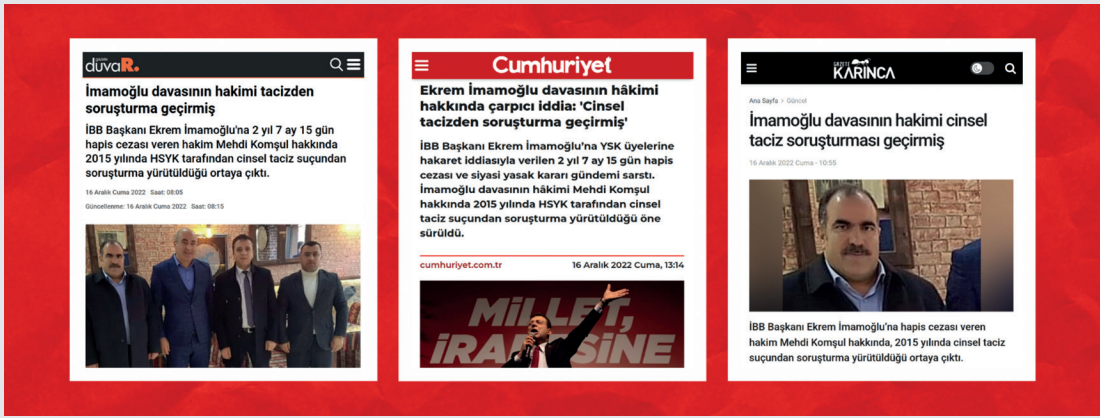 gazete
duvaR.
İmamoğlu davasının hakimi tacizden
soruşturma geçirmiş
İBB Başkanı Ekrem İmamoğlu'na 2 yıl 7 ay 15 gün
hapis cezası veren hakim Mehdi Komşul hakkında
2015 yılında HSYK tarafından cinsel taciz suçundan
soruşturma yürütüldüğü ortaya çıktı.
16 Aralık Cuma 2022 Saat: 08:05
Güncellenme: 16 Aralık Cuma 2022 Saat: 08:15
Cumhuriyet
Ekrem İmamoğlu davasının hâkimi
hakkında çarpıcı iddia: 'Cinsel
tacizden soruşturma geçirmiş'
İBB Başkanı Ekrem İmamoğlu’na YSK üyelerine
hakaret iddiasıyla verilen 2 yıl 7 ay 15 gün hapis
cezası ve siyasi yasak kararı gündemi sarstı.
İmamoğlu davasının hâkimi Mehdi Komşul
hakkında 2015 yılında HSYK tarafından cinsel
taciz suçundan soruşturma yürütüldüğü öne
sürüldü.
cumhuriyet.com.tr 16 Aralık 2022 Cuma, 13:14
MİLLET,
İRADESİNE
GAZETE
KARINCA
Ana Sayfa > Güncel
İmamoğlu davasının hakimi cinsel
taciz soruşturması geçirmiş
16 Aralık 2022 Cuma - 10:55
İBB Başkanı Ekrem İmamoğlu’na hapis cezası veren
hakim Mehdi Komşul hakkında, 2015 yılında cinsel taciz
suçundan soruşturma yürütüldüğü ortaya çıktı.